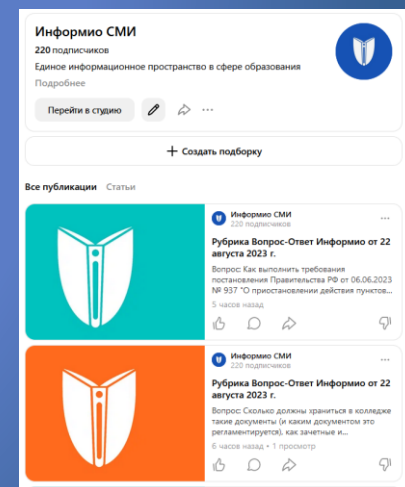 Информио СМИ
220 подписчиков
Единое информационное пространство в сфере образования
Подробнее
Перейти в студию
Создать подборку
Все публикации Статьи
Информио СМИ
220 подписчиков
Рубрика Вопрос-Ответ Информио от 22
августа 2023 г.
Вопрос: Как выполнить требования
постановления Правительства РФ от 06.06.2023
№ 937 "О приостановлении действия пунктов...
5 часов назад
Информио СМИ
220 подписчиков
Рубрика Вопрос-Ответ Информио от 22
августа 2023 г.
Вопрос: Сколько должны храниться в колледже
такие документы (и каким документом это
регламентируется), как зачетные и...
6 часов назад • 1 просмотр